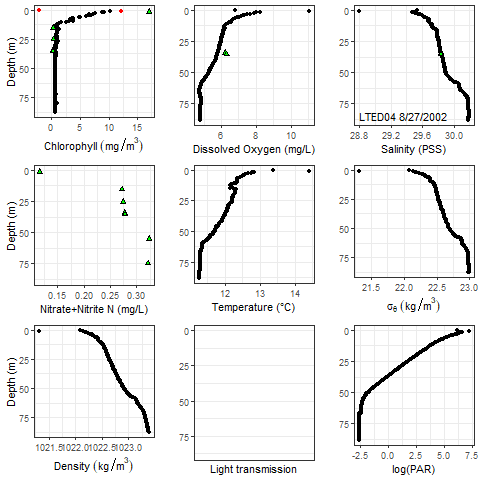 0
25
50
75
Depth (m)
0 5 10 15
Chlorophyll (mg/m³)
0
25
50
75
6 8 10
Dissolved Oxygen (mg/L)
0
25
50
75
LTED04 8/27/2002
28.8 29.2 29.6 30.0
Salinity (PSS)
0
25
50
75
Depth (m)
0.15 0.20 0.25 0.30
Nitrate+Nitrite N (mg/L)
0
25
50
75
12 13 14
Temperature (°C)
0
25
50
75
21.5 22.0 22.5 23.0
σθ (kg/m³)
0
25
50
75
Depth (m)
1021.5 1022.0 1022.5 1023.0
Density (kg/m³)
0
25
50
75
Light transmission
0
25
50
75
-2.5 0.0 2.5 5.0 7.5
log(PAR)